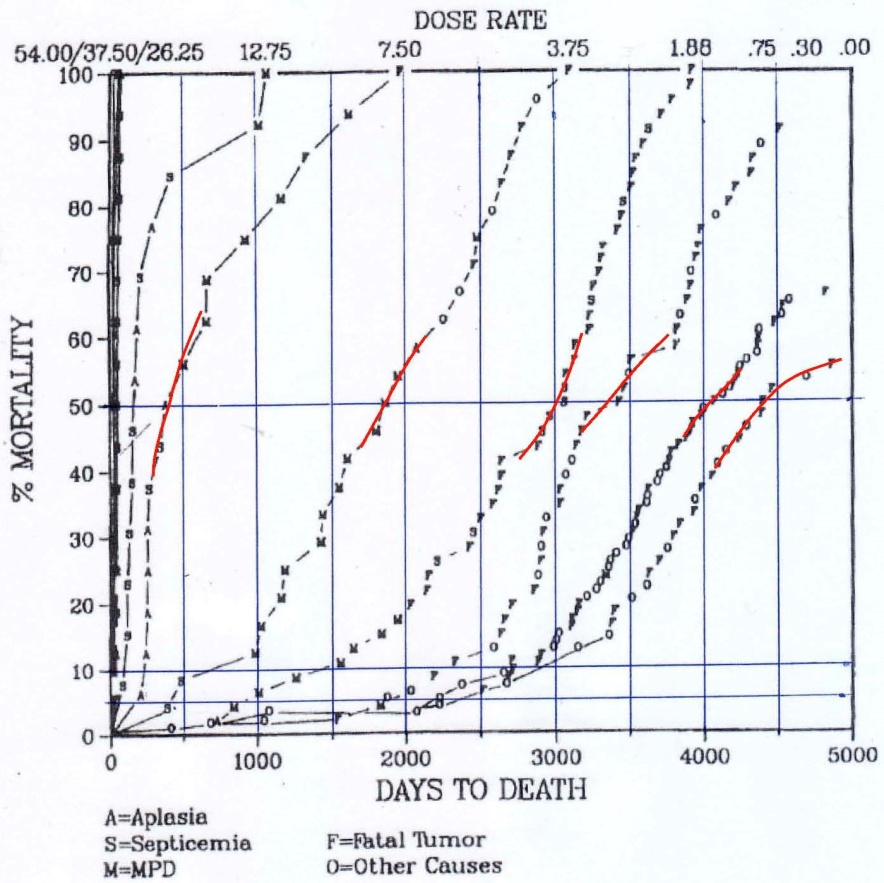 DOSE RATE
54.00/37.50/26.25 12.75 7.50 3.75 1.88 .75 .30 .00
100
90
80
70
60
50
40
30
20
10
0
% MORTALITY
0 1000 2000 3000 4000 5000
DAYS TO DEATH
A=Aplasia
S=Septicemia F=Fatal Tumor
M=MPD O=Other Causes